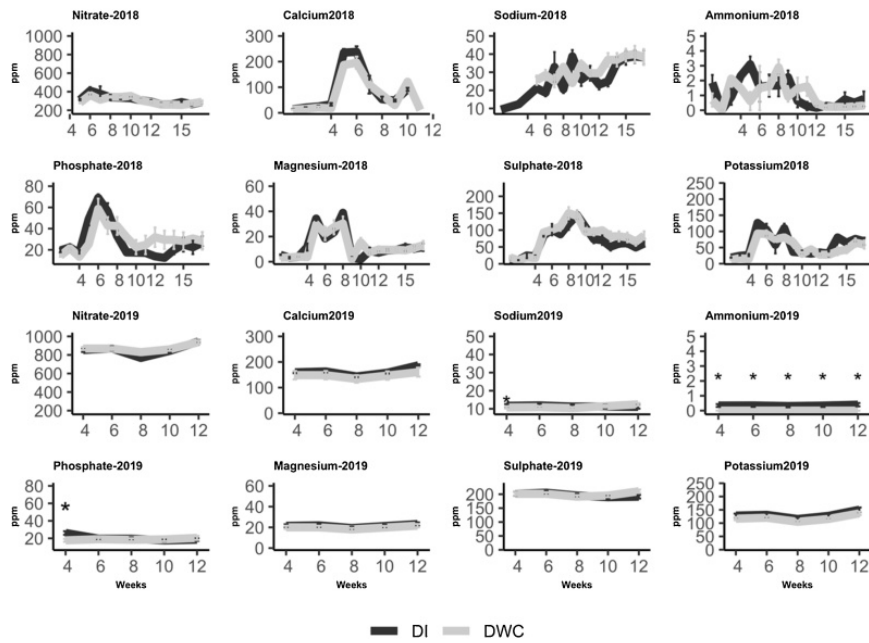 Nitrate-2018 Calcium2018 Sodium-2018 Ammonium-2018
1000 300 50 5
800 200 40 4
600 100 30 3
400 0 20 2
200 10 1
0
ppm ppm ppm ppm
4 6 8 10 12 15 2 4 6 8 10 12 4 6 8 10 12 15 4 6 8 10 12 15
Phosphate-2018 Magnesium-2018 Sulphate-2018 Potassium2018
80 60 200 250
60 40 150 200
40 20 100 150
20 0 50 100
0 50
0
ppm ppm ppm ppm
4 6 8 10 12 15 4 6 8 10 12 15 4 6 8 10 12 15 4 6 8 10 12 15
Nitrate-2019 Calcium2019 Sodium2019 Ammonium-2019
1000 300 50 5
800 200 40 4
600 100 30 3
400 0 20 2
200 10 1
0
ppm ppm ppm ppm
* * * * * *
4 6 8 10 12 4 6 8 10 12 4 6 8 10 12 4 6 8 10 12
Phosphate-2019 Magnesium-2019 Sulphate-2019 Potassium2019
80 60 200 250
60 40 150 200
40 20 100 150
20 0 50 100
0 50
0
ppm ppm ppm ppm
*
4 6 8 10 12 4 6 8 10 12 4 6 8 10 12 4 6 8 10 12
Weeks Weeks Weeks Weeks
DI DWC